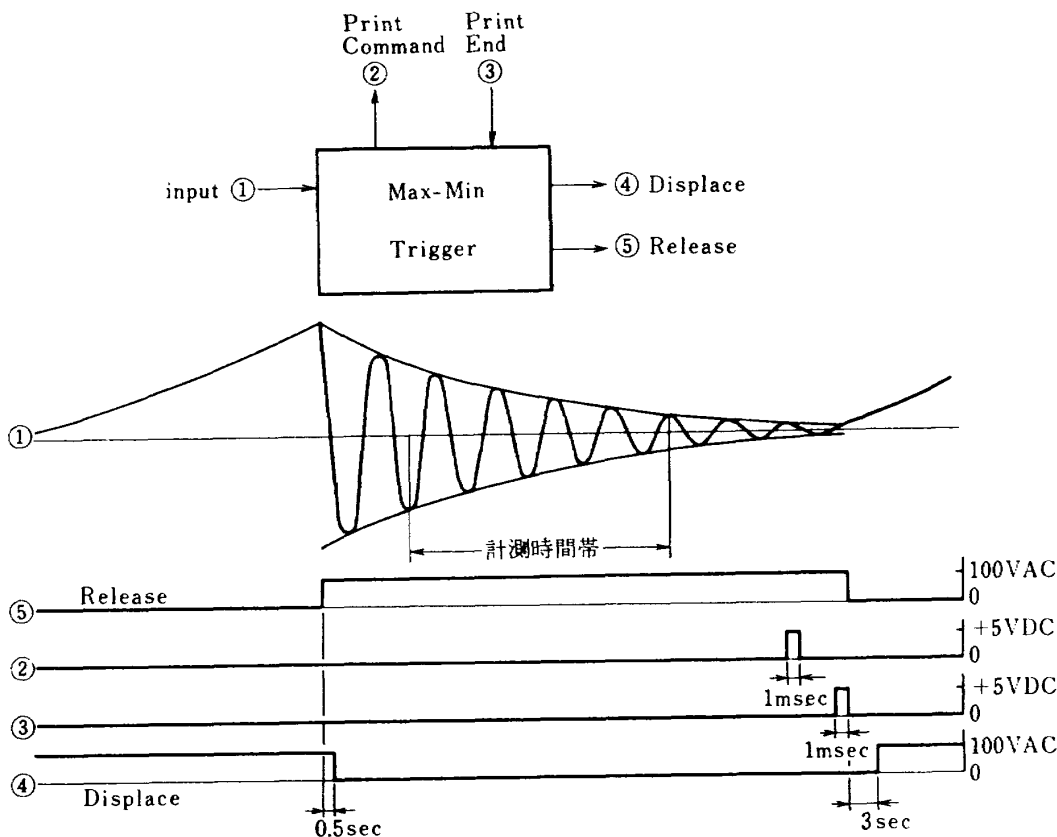 Print Command ②
Print End ③
input ①
Max-Min
Trigger
④ Displace
⑤ Release
①
計測時間帯
⑤ Release
100VAC
0
②
+5VDC
0
1msec
③
+5VDC
0
1msec
④ Displace
100VAC
0
0.5sec
3sec